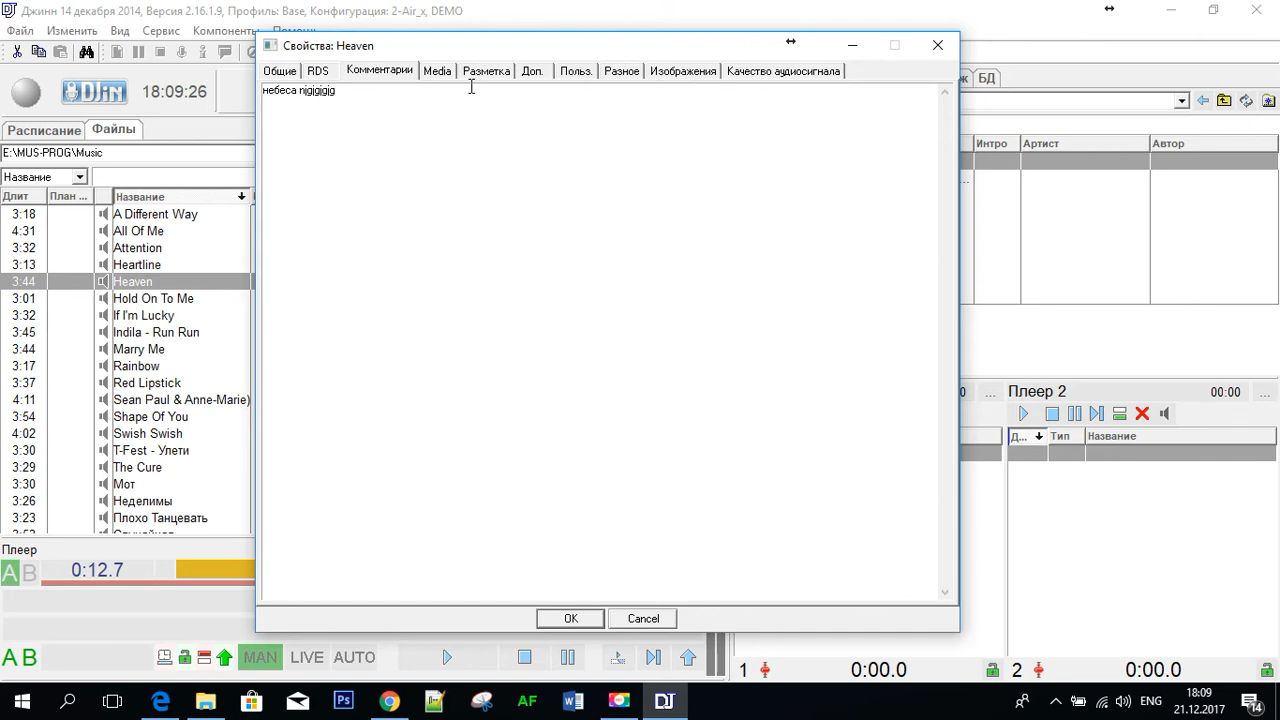 Джинн 14 декабря 2014, Версия 2.16.1.9, Профиль: Base, Конфигурация: 2-Air_x, DEMO
Файл Изменить Вид Сервис Компоненты Помощь
Свойства: Heaven
Общие RDS Комментарии Media Разметка Доп. Польз. Разное Изображения Качество аудиосигнала
небеса njgjgjgjg
DJin 18:09:26
Расписание Файлы
E:\MUS-PROG\Music
Название
Длит План ... Название
3:18 A Different Way
4:31 All Of Me
3:32 Attention
3:13 Heartline
3:44 Heaven
3:01 Hold On To Me
3:32 If I'm Lucky
3:45 Indila - Run Run
3:44 Marry Me
3:17 Rainbow
3:37 Red Lipstick
4:11 Sean Paul & Anne-Marie)
3:54 Shape Of You
4:02 Swish Swish
3:30 T-Fest - Улети
3:29 The Cure
3:30 Мот
3:26 Неделимы
3:23 Плохо Танцевать
БД
Интро Артист Автор
Плеер 2 00:00 ...
Д... Тип Название
Плеер
A B 0:12.7
OK Cancel
A B MAN LIVE AUTO
1 0:00.0 2 0:00.0
ENG 18:09
21.12.2017
14